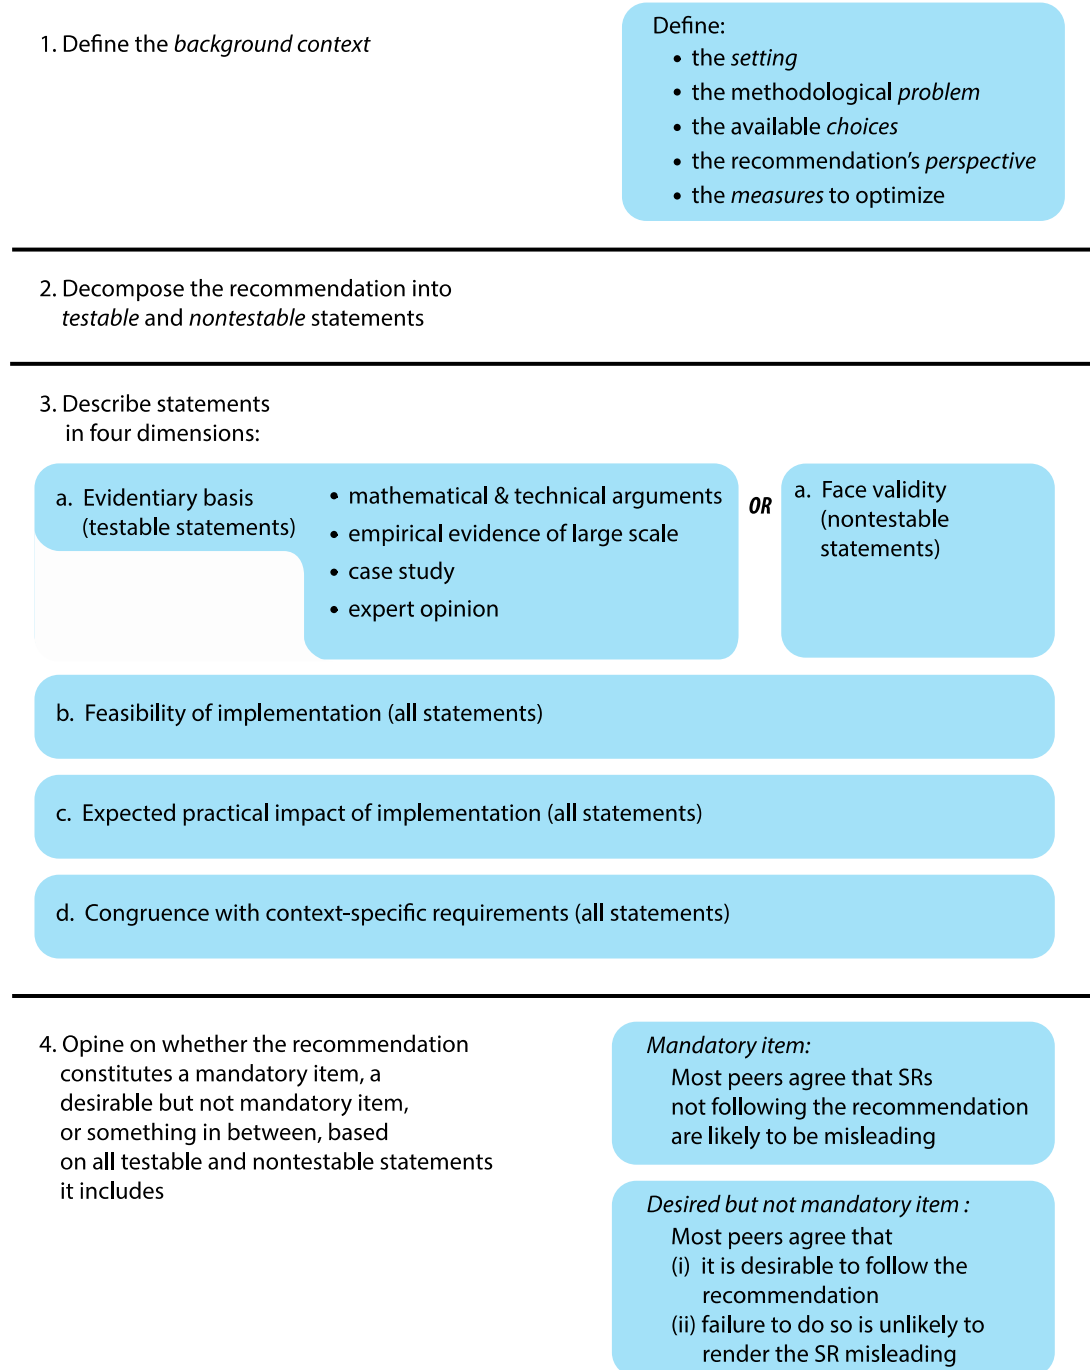 1. Define the background context
Define:
• the setting
• the methodological problem
• the available choices
• the recommendation’s perspective
• the measures to optimize
2. Decompose the recommendation into
testable and nontestable statements
3. Describe statements
in four dimensions:
a. Evidentiary basis
(testable statements)
• mathematical & technical arguments
• empirical evidence of large scale
• case study
• expert opinion
OR
a. Face validity
(nontestable
statements)
b. Feasibility of implementation (all statements)
c. Expected practical impact of implementation (all statements)
d. Congruence with context-specific requirements (all statements)
4. Opine on whether the recommendation
constitutes a mandatory item, a
desirable but not mandatory item,
or something in between, based
on all testable and nontestable statements
it includes
Mandatory item:
Most peers agree that SRs
not following the recommendation
are likely to be misleading
Desired but not mandatory item :
Most peers agree that
(i) it is desirable to follow the
recommendation
(ii) failure to do so is unlikely to
render the SR misleading